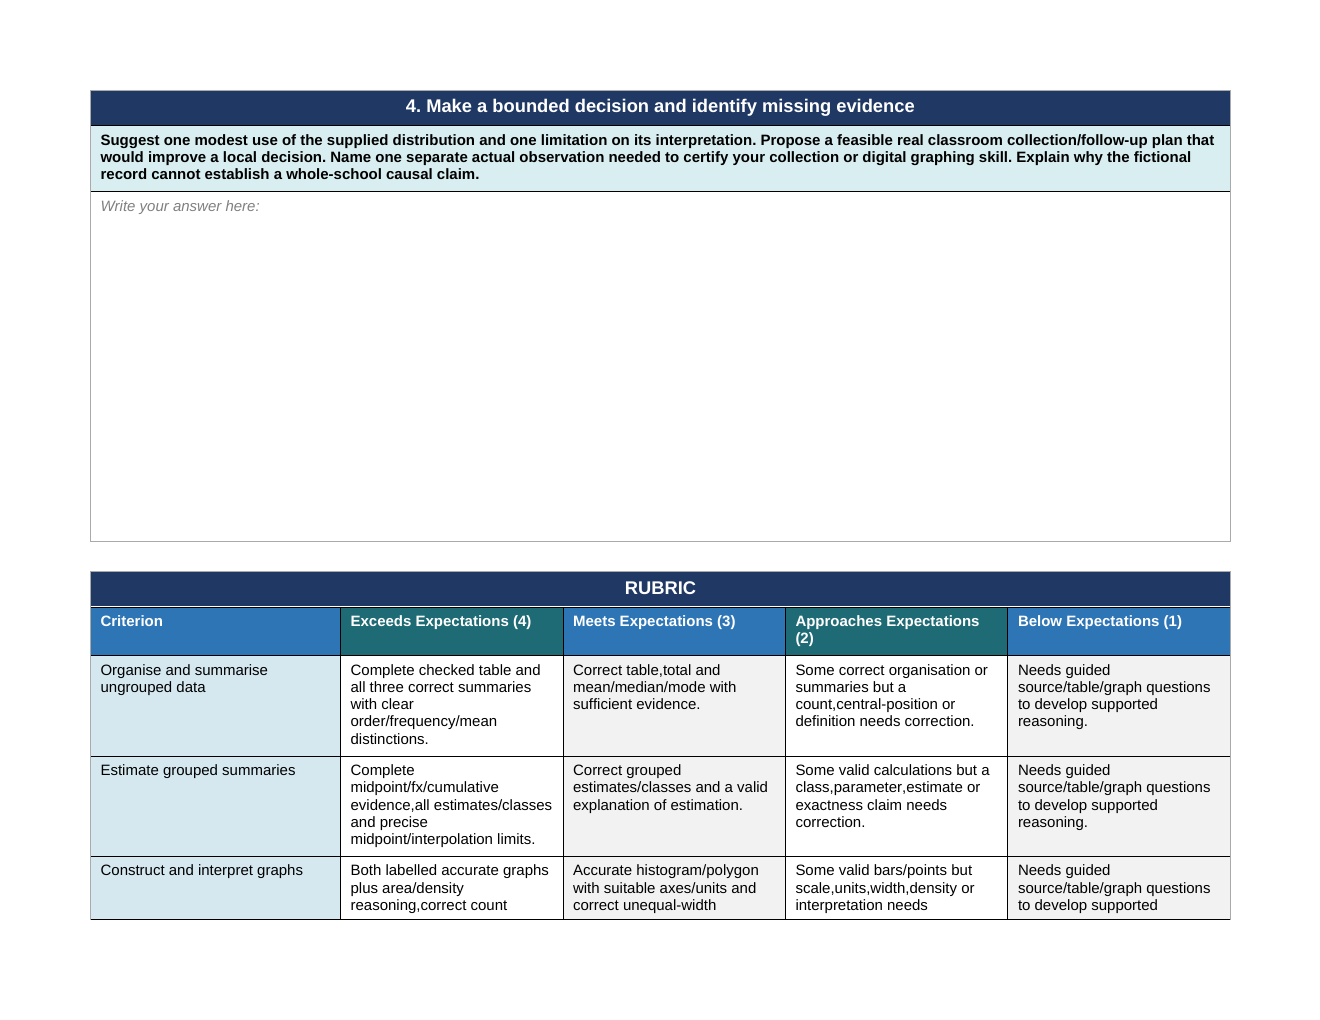 4. Make a bounded decision and identify missing evidence
Suggest one modest use of the supplied distribution and one limitation on its interpretation. Propose a feasible real classroom collection/follow-up plan that
would improve a local decision. Name one separate actual observation needed to certify your collection or digital graphing skill. Explain why the fictional
record cannot establish a whole-school causal claim.
Write your answer here:
RUBRIC
Criterion
Exceeds Expectations (4)
Meets Expectations (3)
Approaches Expectations
(2)
Below Expectations (1)
Organise and summarise
ungrouped data
Complete checked table and
all three correct summaries
with clear
order/frequency/mean
distinctions.
Correct table,total and
mean/median/mode with
sufficient evidence.
Some correct organisation or
summaries but a
count,central-position or
definition needs correction.
Needs guided
source/table/graph questions
to develop supported
reasoning.
Estimate grouped summaries
Complete
midpoint/fx/cumulative
evidence,all estimates/classes
and precise
midpoint/interpolation limits.
Correct grouped
estimates/classes and a valid
explanation of estimation.
Some valid calculations but a
class,parameter,estimate or
exactness claim needs
correction.
Needs guided
source/table/graph questions
to develop supported
reasoning.
Construct and interpret graphs
Both labelled accurate graphs
plus area/density
reasoning,correct count
Accurate histogram/polygon
with suitable axes/units and
correct unequal-width
Some valid bars/points but
scale,units,width,density or
interpretation needs
Needs guided
source/table/graph questions
to develop supported